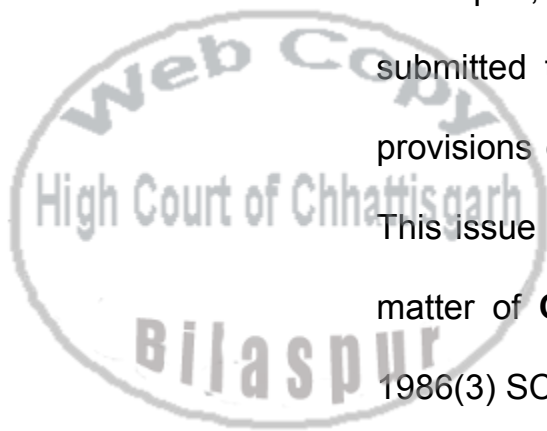 submitted
provisions
This issue
matter of
1986(3) SC
Web Copy
High Court of Chhattisgarh
Bilaspur